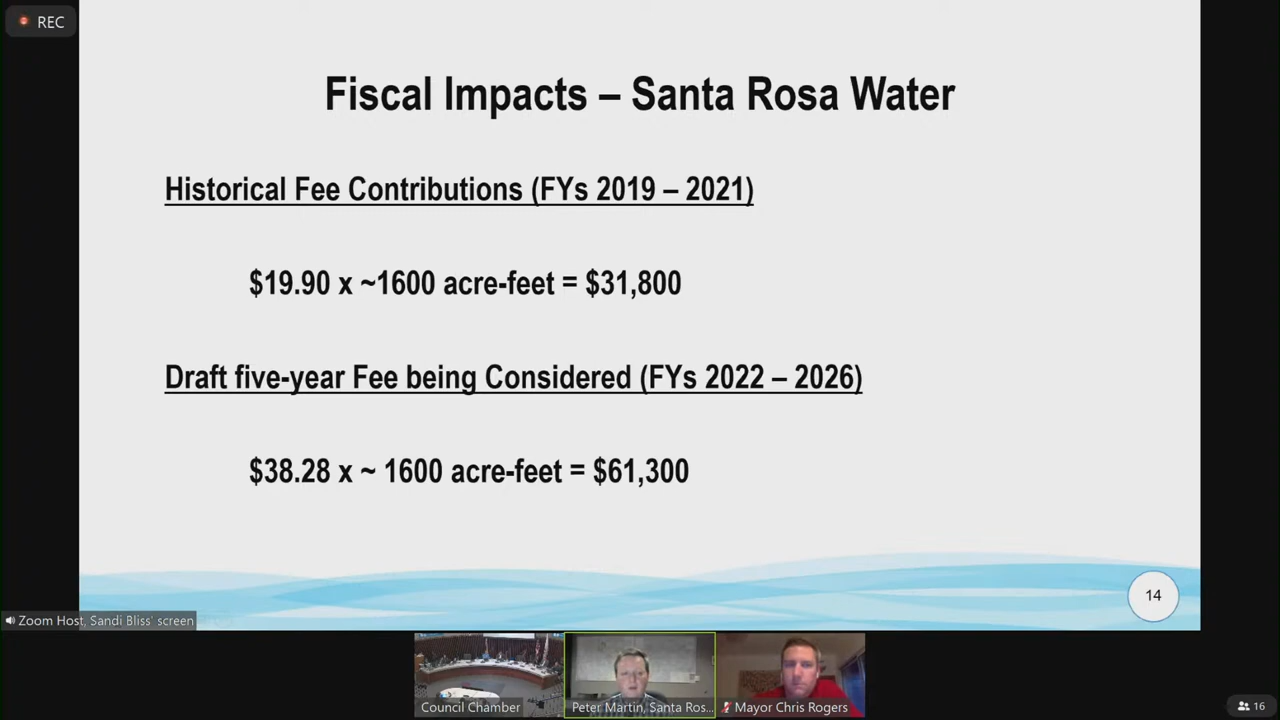 REC
Fiscal Impacts – Santa Rosa Water
Historical Fee Contributions (FYs 2019 – 2021)
$19.90 x ~1600 acre-feet = $31,800
Draft five-year Fee being Considered (FYs 2022 – 2026)
$38.28 x ~ 1600 acre-feet = $61,300
14
Zoom Host, Sandi Bliss' screen
Council Chamber
Peter Martin, Santa Ros...
Mayor Chris Rogers
16